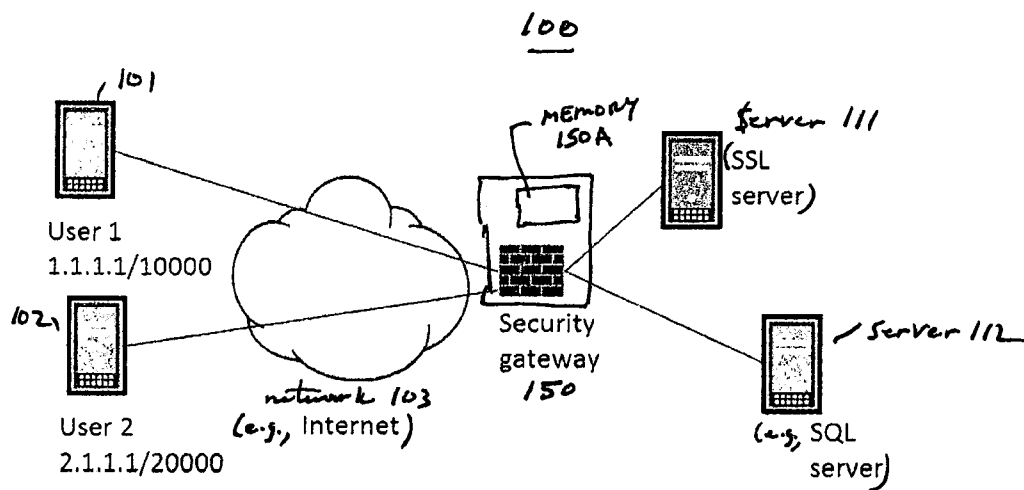 100
101
User 1
1.1.1.1/10000
102
User 2
2.1.1.1/20000
network 103
(e.g., Internet)
MEMORY
150A
Security
gateway
150
Server 111
(SSL
server)
Server 112
(e.g., SQL
server)